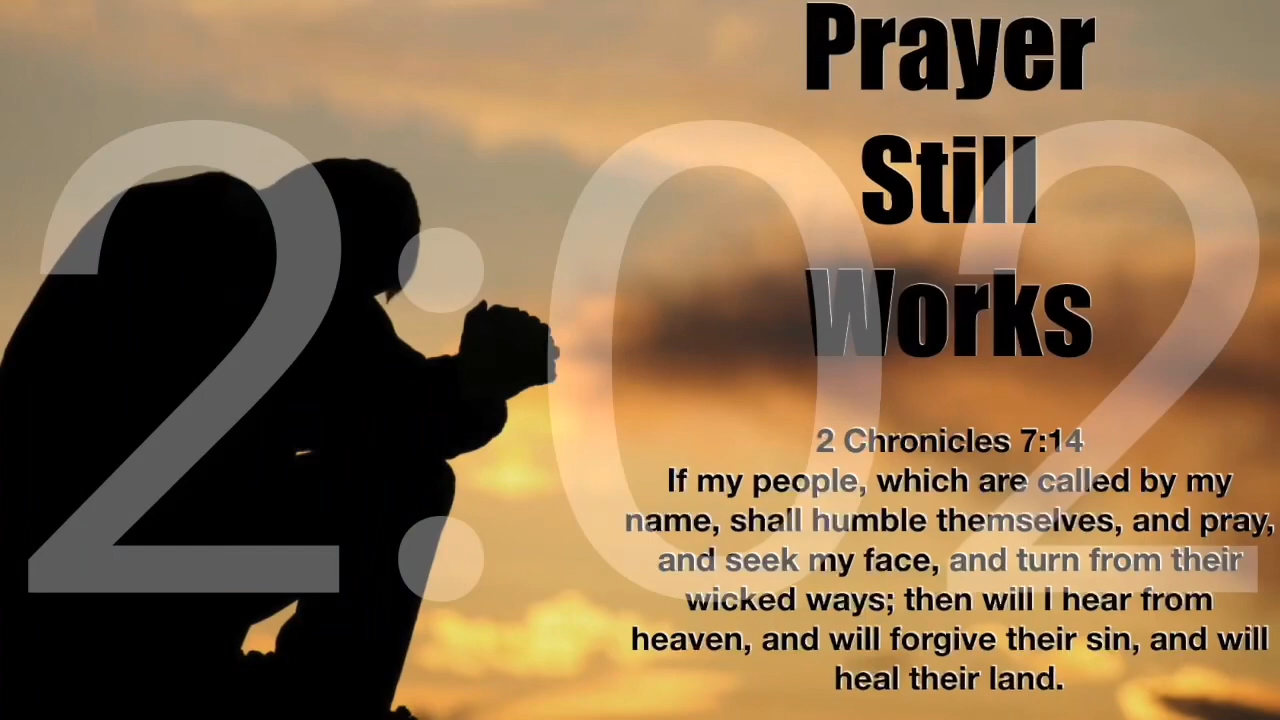 Prayer
Still
Works
2:02
2 Chronicles 7:14
If my people, which are called by my
name, shall humble themselves, and pray,
and seek my face, and turn from their
wicked ways; then will I hear from
heaven, and will forgive their sin, and will
heal their land.